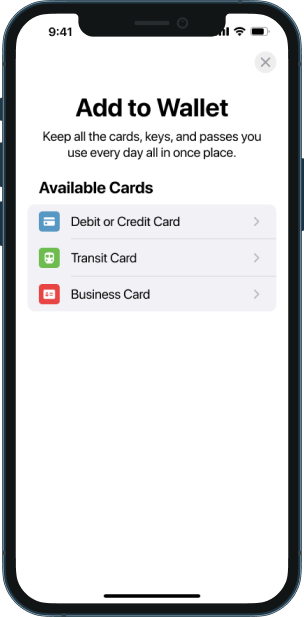 9:41
Add to Wallet
Keep all the cards, keys, and passes you
use every day all in once place.
Available Cards
Debit or Credit Card
Transit Card
Business Card